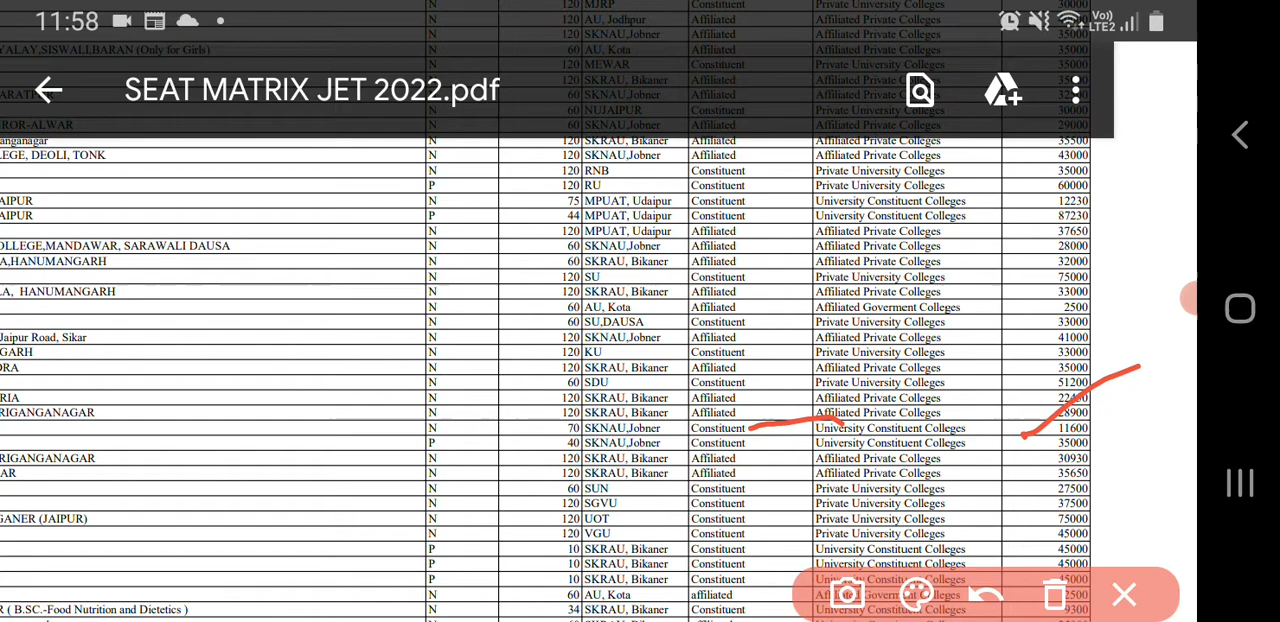 11:58 Vo) LTE2
N 120 MJRP Constituent Private University Colleges 30000
N 120 AU, Jodhpur Affiliated Affiliated Private Colleges
N 120 SKNAU,Jobner Affiliated Affiliated Private Colleges 35000
YALAY,SISWALI,BARAN (Only for Girls) 60 AU, Kota Affiliated Affiliated Private Colleges 35000
N 120 MEWAR Constituent Private University Colleges 35000
SEAT MATRIX JET 2022.pdf
120 SKRAU, Bikaner Affiliated
60 SKNAU,Jobner Affiliated
60 NUJAIPUR Constituent Private University Colleges 30000
ROR-ALWAR N 60 SKNAU,Jobner Affiliated Affiliated Private Colleges 29000
anganagar N 120 SKRAU, Bikaner Affiliated Affiliated Private Colleges 35500
LEGE, DEOLI, TONK N 120 SKNAU,Jobner Affiliated Affiliated Private Colleges 43000
N 120 RNB Constituent Private University Colleges 35000
P 120 RU Constituent Private University Colleges 60000
AIPUR N 75 MPUAT, Udaipur Constituent University Constituent Colleges 12230
AIPUR P 44 MPUAT, Udaipur Constituent University Constituent Colleges 87230
N 120 MPUAT, Udaipur Affiliated Affiliated Private Colleges 37650
OLLEGE,MANDAWAR, SARAWALI DAUSA N 60 SKNAU,Jobner Affiliated Affiliated Private Colleges 28000
A,HANUMANGARH N 60 SKRAU, Bikaner Affiliated Affiliated Private Colleges 32000
N 120 SU Constituent Private University Colleges 75000
LA, HANUMANGARH N 120 SKRAU, Bikaner Affiliated Affiliated Private Colleges 33000
N 60 AU, Kota Affiliated Affiliated Goverment Colleges 2500
N 60 SU,DAUSA Constituent Private University Colleges 33000
Jaipur Road, Sikar N 120 SKNAU,Jobner Affiliated Affiliated Private Colleges 41000
GARH N 120 KU Constituent Private University Colleges 33000
DRA N 120 SKRAU, Bikaner Affiliated Affiliated Private Colleges 35000
N 60 SDU Constituent Private University Colleges 51200
RIA N 120 SKRAU, Bikaner Affiliated Affiliated Private Colleges
RIGANGANAGAR N 120 SKRAU, Bikaner Affiliated Affiliated Private Colleges 28900
N 70 SKNAU,Jobner Constituent University Constituent Colleges 11600
P 40 SKNAU,Jobner Constituent University Constituent Colleges 35000
RIGANGANAGAR N 120 SKRAU, Bikaner Affiliated Affiliated Private Colleges 30930
AR N 120 SKRAU, Bikaner Affiliated Affiliated Private Colleges 35650
N 60 SUN Constituent Private University Colleges 27500
N 120 SGVU Constituent Private University Colleges 37500
GANER (JAIPUR) N 120 UOT Constituent Private University Colleges 75000
N 120 VGU Constituent Private University Colleges 45000
P 10 SKRAU, Bikaner Constituent University Constituent Colleges 45000
P 10 SKRAU, Bikaner Constituent University Constituent Colleges 45000
P 10 SKRAU, Bikaner Constituent University Constituent Colleges 45000
N 60 AU, Kota affiliated Affiliated Goverment Colleges 2500
R ( B.SC.-Food Nutrition and Dietetics ) N 34 SKRAU, Bikaner Constituent University Constituent Colleges 9300